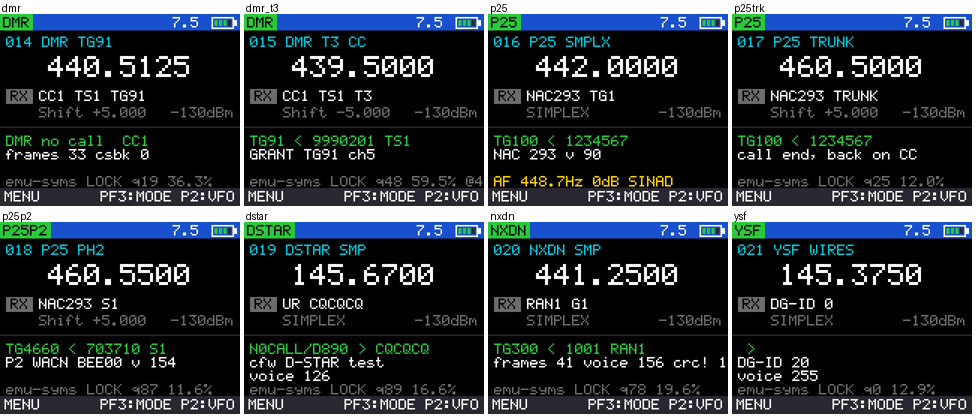 dmr
DMR 7.5
014 DMR TG91
440.5125
RX CC1 TS1 TG91
Shift +5.000 -130dBm
DMR no call CC1
frames 33 csbk 0
emu-syms LOCK q19 36.3%
MENU PF3:MODE P2:VFO
dmr_t3
DMR 7.5
015 DMR T3 CC
439.5000
RX CC1 TS1 T3
Shift -5.000 -130dBm
TG91 < 9990201 TS1
GRANT TG91 ch5
emu-syms LOCK q48 59.5% @4
MENU PF3:MODE P2:VFO
p25
P25 7.5
016 P25 SMPLX
442.0000
RX NAC293 TG1
SIMPLEX -130dBm
TG100 < 1234567
NAC 293 v 90
AF 448.7Hz 0dB SINAD
MENU PF3:MODE P2:VFO
p25trk
P25 7.5
017 P25 TRUNK
460.5000
RX NAC293 TRUNK
Shift +5.000 -130dBm
TG100 < 1234567
call end, back on CC
emu-syms LOCK q25 12.0%
MENU PF3:MODE P2:VFO
p25p2
P25P2 7.5
018 P25 PH2
460.5500
RX NAC293 S1
Shift +5.000 -130dBm
TG4660 < 703710 S1
P2 WACN BEE00 v 154
emu-syms LOCK q87 11.6%
MENU PF3:MODE P2:VFO
dstar
DSTAR 7.5
019 DSTAR SMP
145.6700
RX UR CQCQCQ
SIMPLEX -130dBm
N0CALL/D890 > CQCQCQ
cfw D-STAR test
voice 126
emu-syms LOCK q89 16.6%
MENU PF3:MODE P2:VFO
nxdn
NXDN 7.5
020 NXDN SMP
441.2500
RX RAN1 G1
SIMPLEX -130dBm
TG300 < 1001 RAN1
frames 41 voice 156 crc! 1
emu-syms LOCK q78 19.6%
MENU PF3:MODE P2:VFO
ysf
YSF 7.5
021 YSF WIRES
145.3750
RX DG-ID 0
SIMPLEX -130dBm
>
DG-ID 20
voice 255
emu-syms LOCK q0 12.9%
MENU PF3:MODE P2:VFO